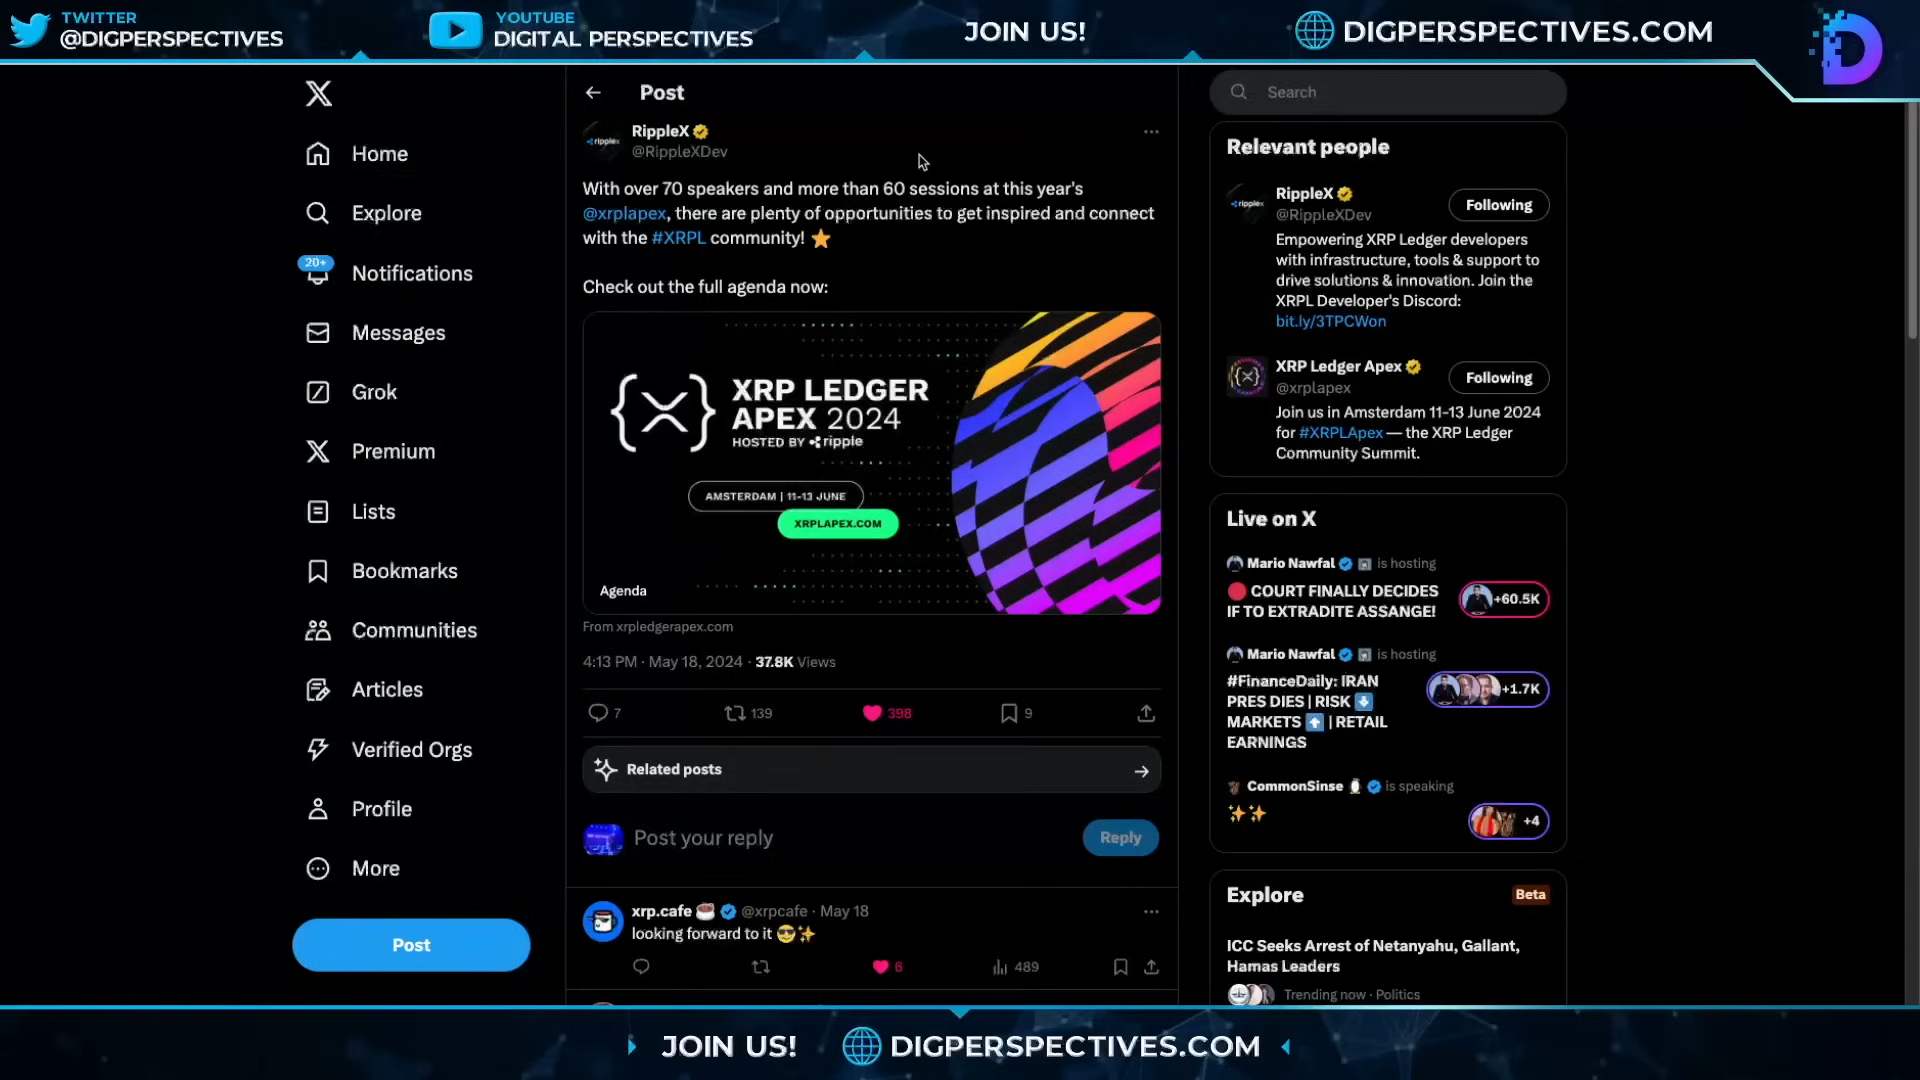 TWITTER
@DIGPERSPECTIVES
YOUTUBE
DIGITAL PERSPECTIVES
JOIN US!
DIGPERSPECTIVES.COM
Home
Explore
20+
Notifications
Messages
Grok
Premium
Lists
Bookmarks
Communities
Articles
Verified Orgs
Profile
More
Post
Post
RippleX
@RippleXDev
With over 70 speakers and more than 60 sessions at this year's
@xrplapex, there are plenty of opportunities to get inspired and connect
with the #XRPL community! ⭐
Check out the full agenda now:
XRP LEDGER
APEX 2024
HOSTED BY ripple
AMSTERDAM | 11-13 JUNE
XRPLAPEX.COM
Agenda
From xrpledgerapex.com
4:13 PM · May 18, 2024 · 37.8K Views
7
139
398
9
Related posts
Post your reply
Reply
xrp.cafe ☕ @xrpcafe · May 18
looking forward to it 😎✨
6
489
Search
Relevant people
RippleX
@RippleXDev
Following
Empowering XRP Ledger developers
with infrastructure, tools & support to
drive solutions & innovation. Join the
XRPL Developer's Discord:
bit.ly/3TPCWon
XRP Ledger Apex
@xrplapex
Following
Join us in Amsterdam 11-13 June 2024
for #XRPLApex — the XRP Ledger
Community Summit.
Live on X
Mario Nawfal is hosting
🔴 COURT FINALLY DECIDES
IF TO EXTRADITE ASSANGE!
+60.5K
Mario Nawfal is hosting
#FinanceDaily: IRAN
PRES DIES | RISK ⬇️
MARKETS ⬆️ | RETAIL
EARNINGS
+1.7K
CommonSinse is speaking
✨✨
+4
Explore
Beta
ICC Seeks Arrest of Netanyahu, Gallant,
Hamas Leaders
Trending now · Politics
JOIN US!
DIGPERSPECTIVES.COM